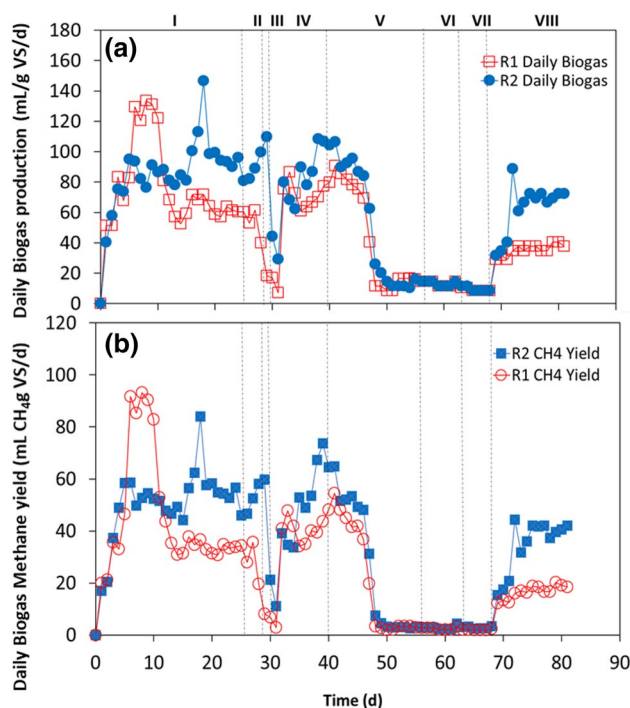 I II III IV V VI VII VIII
(a)
Daily Biogas production (mL/g VS/d)
180
160
140
120
100
80
60
40
20
0
R1 Daily Biogas
R2 Daily Biogas
(b)
Daily Biogas Methane yield (mL CH₄g VS/d)
120
100
80
60
40
20
0
R2 CH4 Yield
R1 CH4 Yield
0 10 20 30 40 50 60 70 80 90
Time (d)